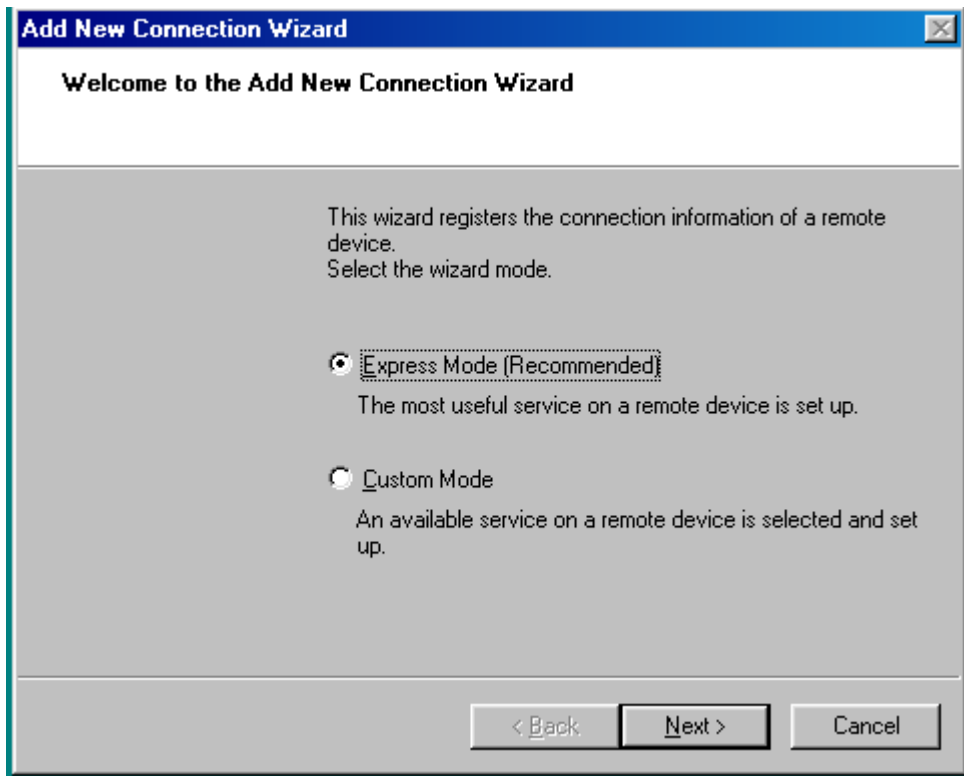 Add New Connection Wizard
Welcome to the Add New Connection Wizard
This wizard registers the connection information of a remote
device.
Select the wizard mode.
Express Mode (Recommended)
The most useful service on a remote device is set up.
Custom Mode
An available service on a remote device is selected and set
up.
< Back Next > Cancel